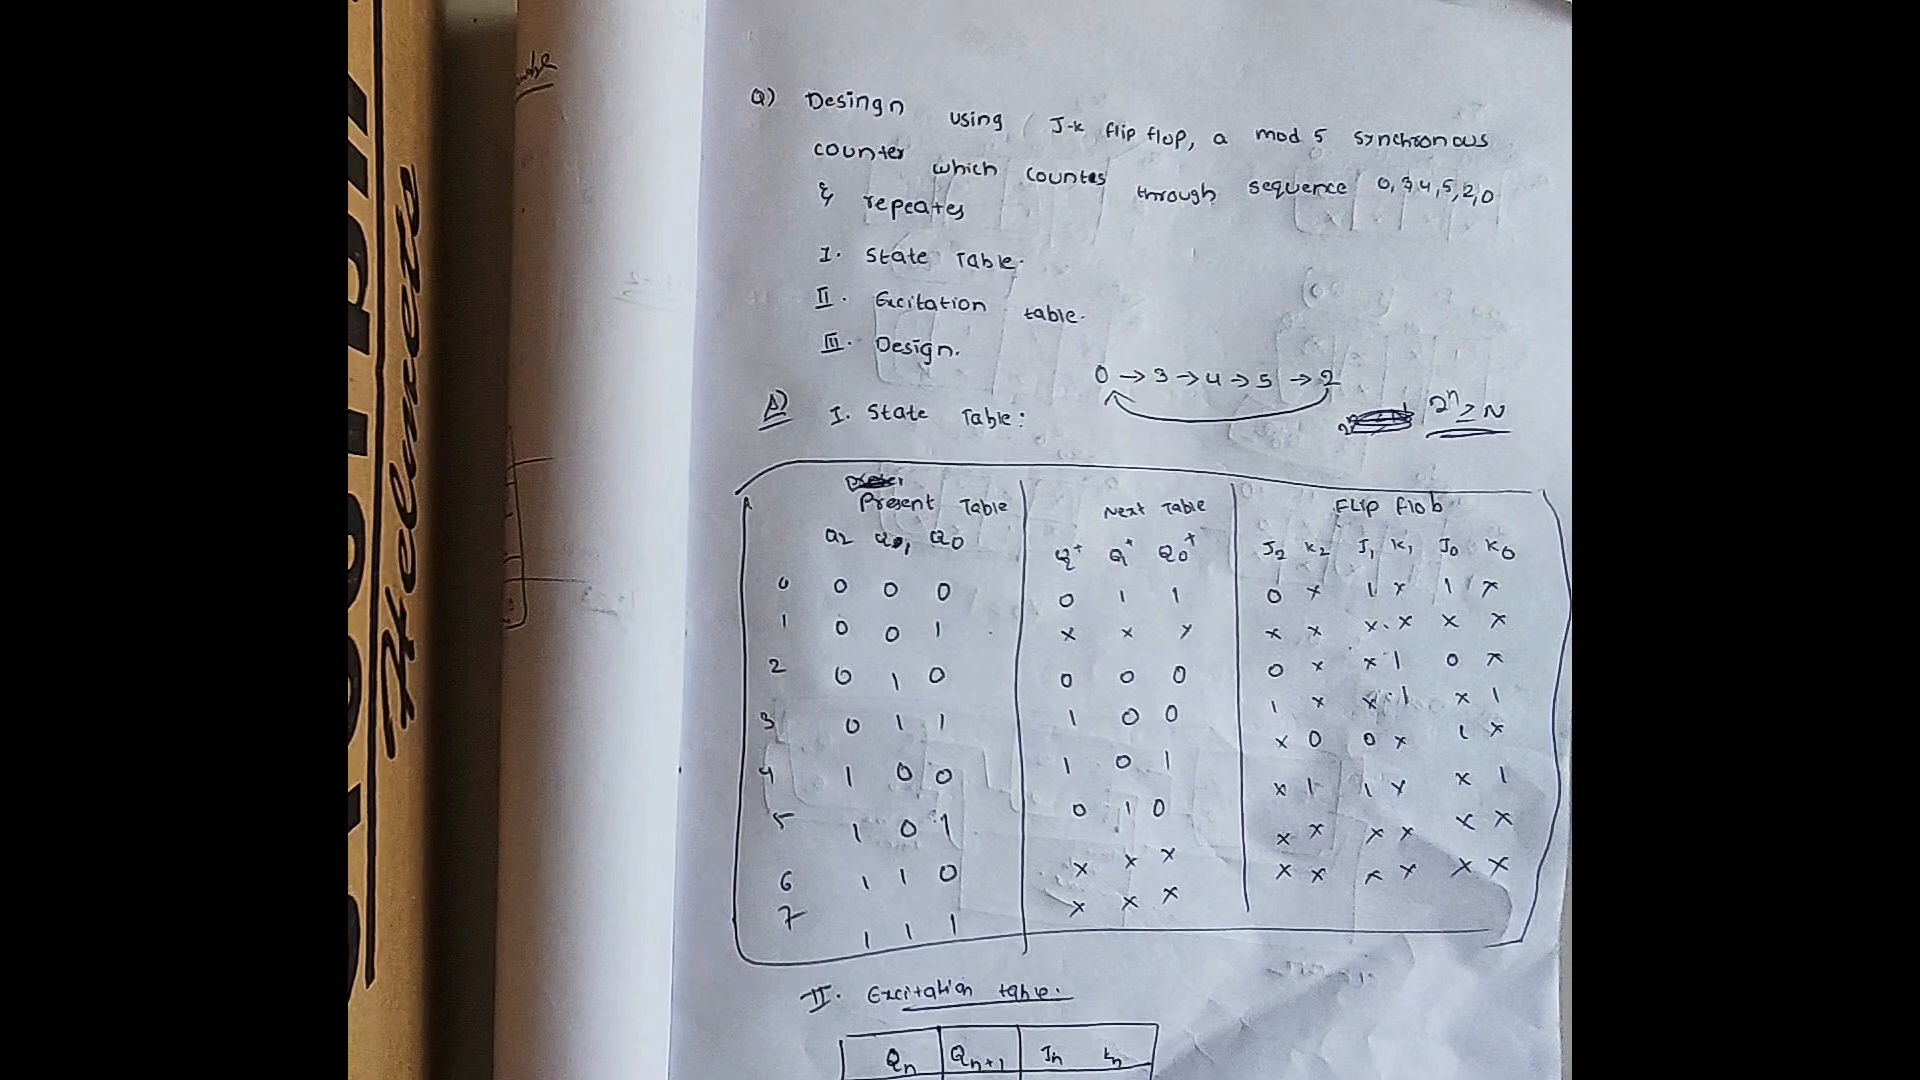 Q) Desingn using J-K flip flop, a mod 5 synchronous
counter which countes through sequence 0,3,4,5,2,0
& repeates
I. State Table.
II. Excitation table.
III. Design.
0 → 3 → 4 → 5 → 2
A) I. State Table:
2ⁿ ≥ N
Present Table Next Table FLip flob
Q2 Q1 Q0 Q2⁺ Q1⁺ Q0⁺ J2 K2 J1 K1 J0 K0
0 0 0 0 0 1 1 0 x 1 x 1 x
1 0 0 1 x x x x x x x x x
2 0 1 0 0 0 0 0 x x 1 0 x
3 0 1 1 1 0 0 1 x x 1 x 1
4 1 0 0 1 0 1 x 0 0 x 1 x
5 1 0 1 0 1 0 x 1 1 x x 1
6 1 1 0 x x x x x x x x x
7 1 1 1 x x x x x x x x x
II. Excitation table.
Qn Qn+1 Jn Kn